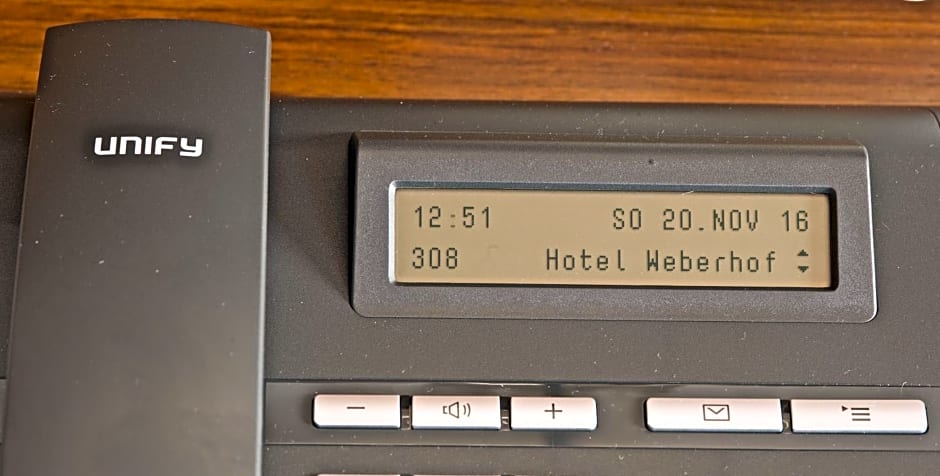 UNIFY
12:51 SO 20.NOV 16
308 Hotel Weberhof